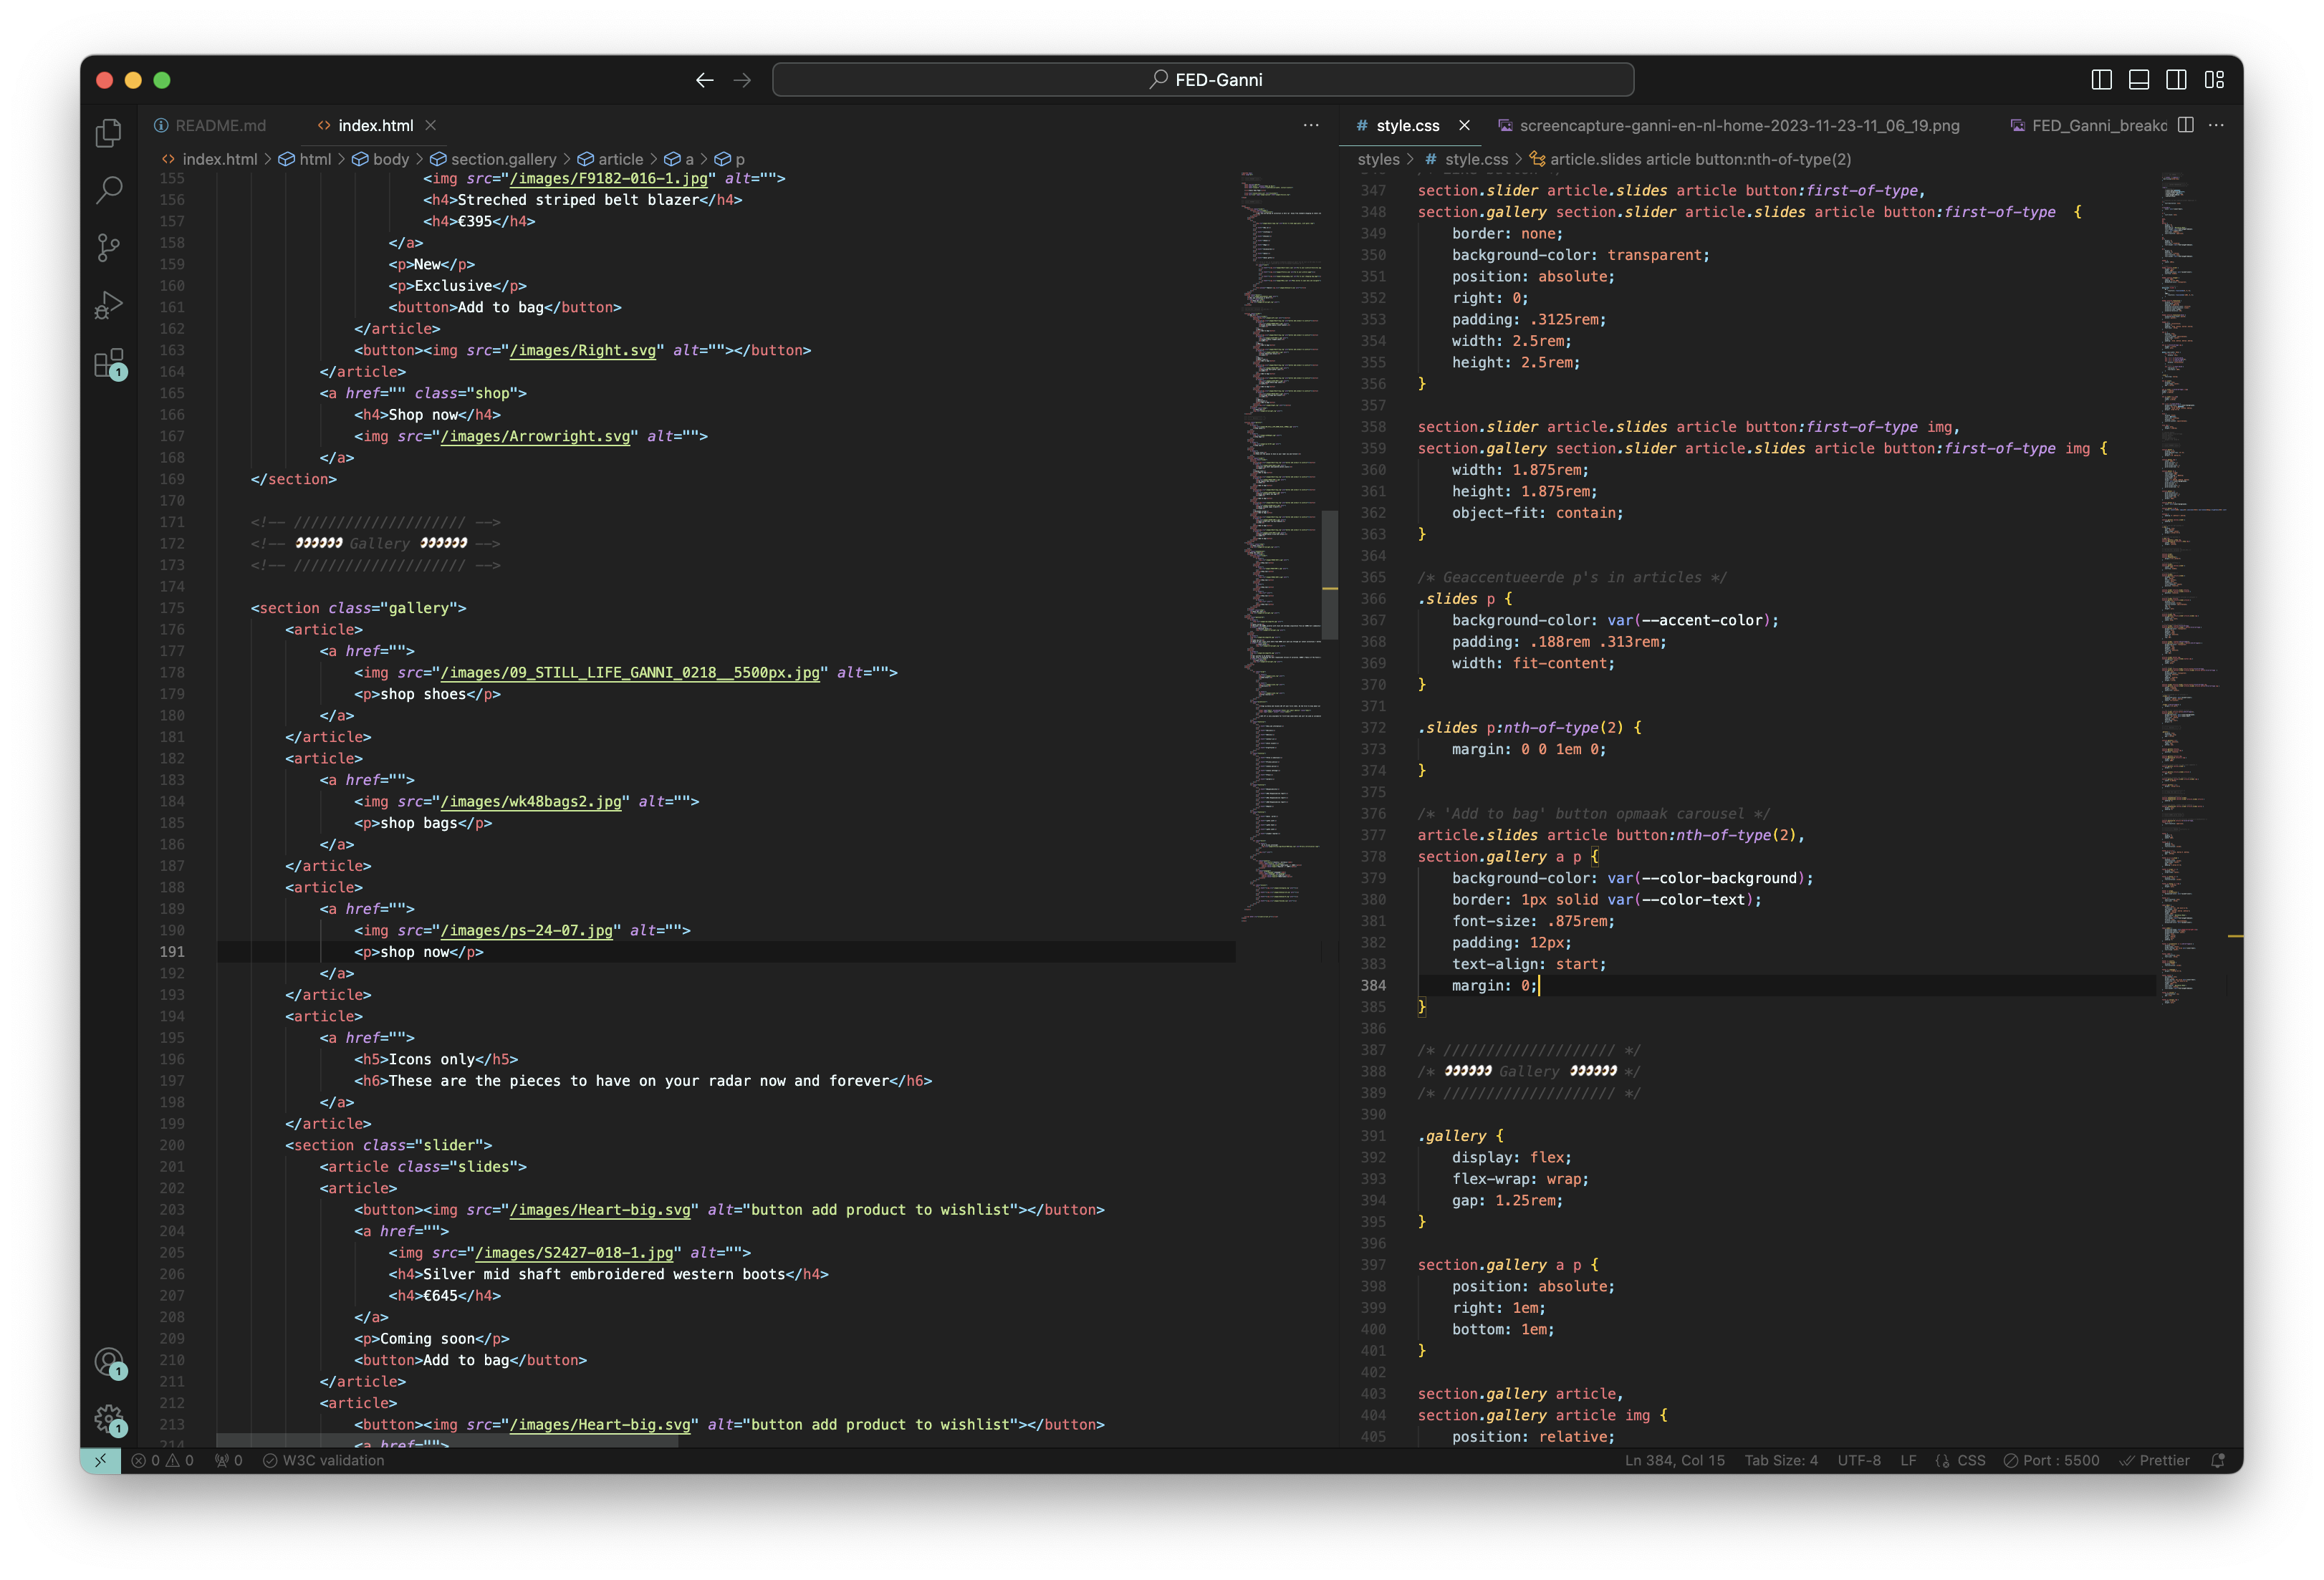 FED-Ganni
README.md
index.html
index.html > html > body > section.gallery > article > a > p
155 <img src="/images/F9182-016-1.jpg" alt="">
156 <h4>Streched striped belt blazer</h4>
157 <h4>€395</h4>
158 </a>
159 <p>New</p>
160 <p>Exclusive</p>
161 <button>Add to bag</button>
162 </article>
163 <button><img src="/images/Right.svg" alt=""></button>
164 </article>
165 <a href="" class="shop">
166 <h4>Shop now</h4>
167 <img src="/images/Arrowright.svg" alt="">
168 </a>
169 </section>
170
171 <!-- //////////////////// -->
172 <!-- 👀👀👀 Gallery 👀👀👀 -->
173 <!-- //////////////////// -->
174
175 <section class="gallery">
176 <article>
177 <a href="">
178 <img src="/images/09_STILL_LIFE_GANNI_0218__5500px.jpg" alt="">
179 <p>shop shoes</p>
180 </a>
181 </article>
182 <article>
183 <a href="">
184 <img src="/images/wk48bags2.jpg" alt="">
185 <p>shop bags</p>
186 </a>
187 </article>
188 <article>
189 <a href="">
190 <img src="/images/ps-24-07.jpg" alt="">
191 <p>shop now</p>
192 </a>
193 </article>
194 <article>
195 <a href="">
196 <h5>Icons only</h5>
197 <h6>These are the pieces to have on your radar now and forever</h6>
198 </a>
199 </article>
200 <section class="slider">
201 <article class="slides">
202 <article>
203 <button><img src="/images/Heart-big.svg" alt="button add product to wishlist"></button>
204 <a href="">
205 <img src="/images/S2427-018-1.jpg" alt="">
206 <h4>Silver mid shaft embroidered western boots</h4>
207 <h4>€645</h4>
208 </a>
209 <p>Coming soon</p>
210 <button>Add to bag</button>
211 </article>
212 <article>
213 <button><img src="/images/Heart-big.svg" alt="button add product to wishlist"></button>
214 <a href="">
style.css
screencapture-ganni-en-nl-home-2023-11-23-11_06_19.png
FED_Ganni_breakd
styles > # style.css > article.slides article button:nth-of-type(2)
347 section.slider article.slides article button:first-of-type,
348 section.gallery section.slider article.slides article button:first-of-type {
349 border: none;
350 background-color: transparent;
351 position: absolute;
352 right: 0;
353 padding: .3125rem;
354 width: 2.5rem;
355 height: 2.5rem;
356 }
357
358 section.slider article.slides article button:first-of-type img,
359 section.gallery section.slider article.slides article button:first-of-type img {
360 width: 1.875rem;
361 height: 1.875rem;
362 object-fit: contain;
363 }
364
365 /* Geaccentueerde p's in articles */
366 .slides p {
367 background-color: var(--accent-color);
368 padding: .188rem .313rem;
369 width: fit-content;
370 }
371
372 .slides p:nth-of-type(2) {
373 margin: 0 0 1em 0;
374 }
375
376 /* 'Add to bag' button opmaak carousel */
377 article.slides article button:nth-of-type(2),
378 section.gallery a p {
379 background-color: var(--color-background);
380 border: 1px solid var(--color-text);
381 font-size: .875rem;
382 padding: 12px;
383 text-align: start;
384 margin: 0;
385 }
386
387 /* //////////////////// */
388 /* 👀👀👀 Gallery 👀👀👀 */
389 /* //////////////////// */
390
391 .gallery {
392 display: flex;
393 flex-wrap: wrap;
394 gap: 1.25rem;
395 }
396
397 section.gallery a p {
398 position: absolute;
399 right: 1em;
400 bottom: 1em;
401 }
402
403 section.gallery article,
404 section.gallery article img {
405 position: relative;
1
1
1
0 0 0 W3C validation
Ln 384, Col 15 Tab Size: 4 UTF-8 LF CSS Port : 5500 Prettier